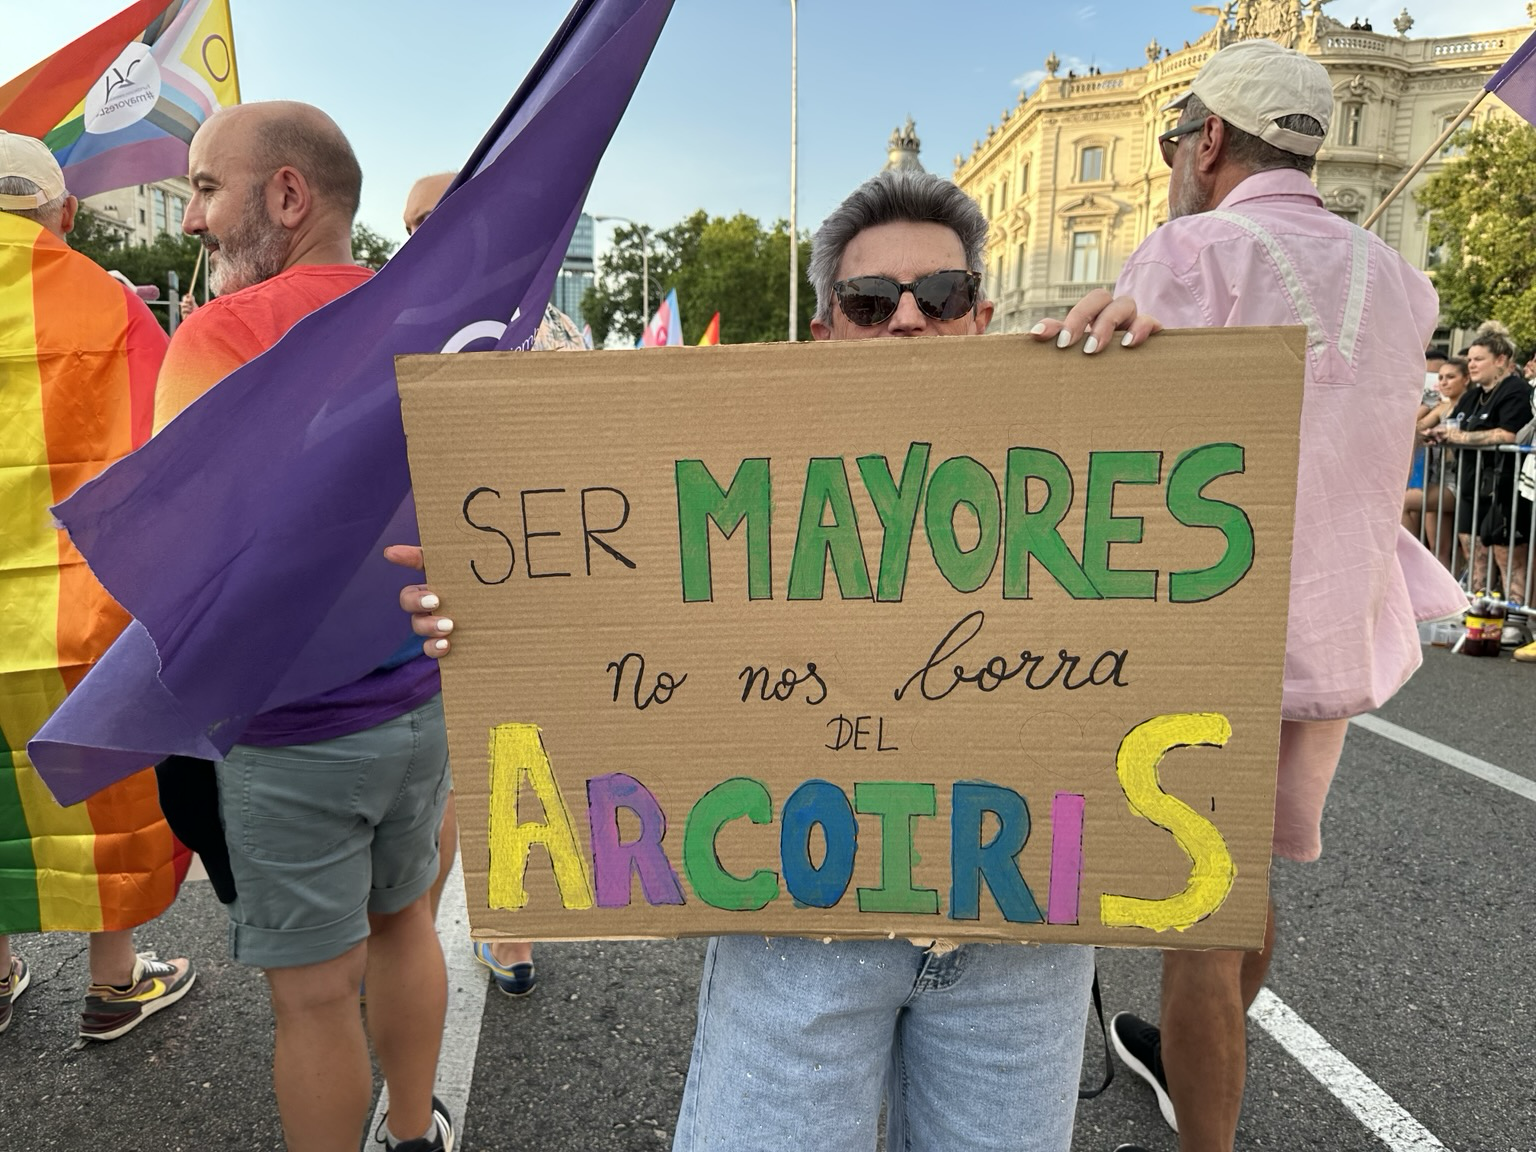 SER MAYORES
no nos borra
DEL
ARCOIRIS